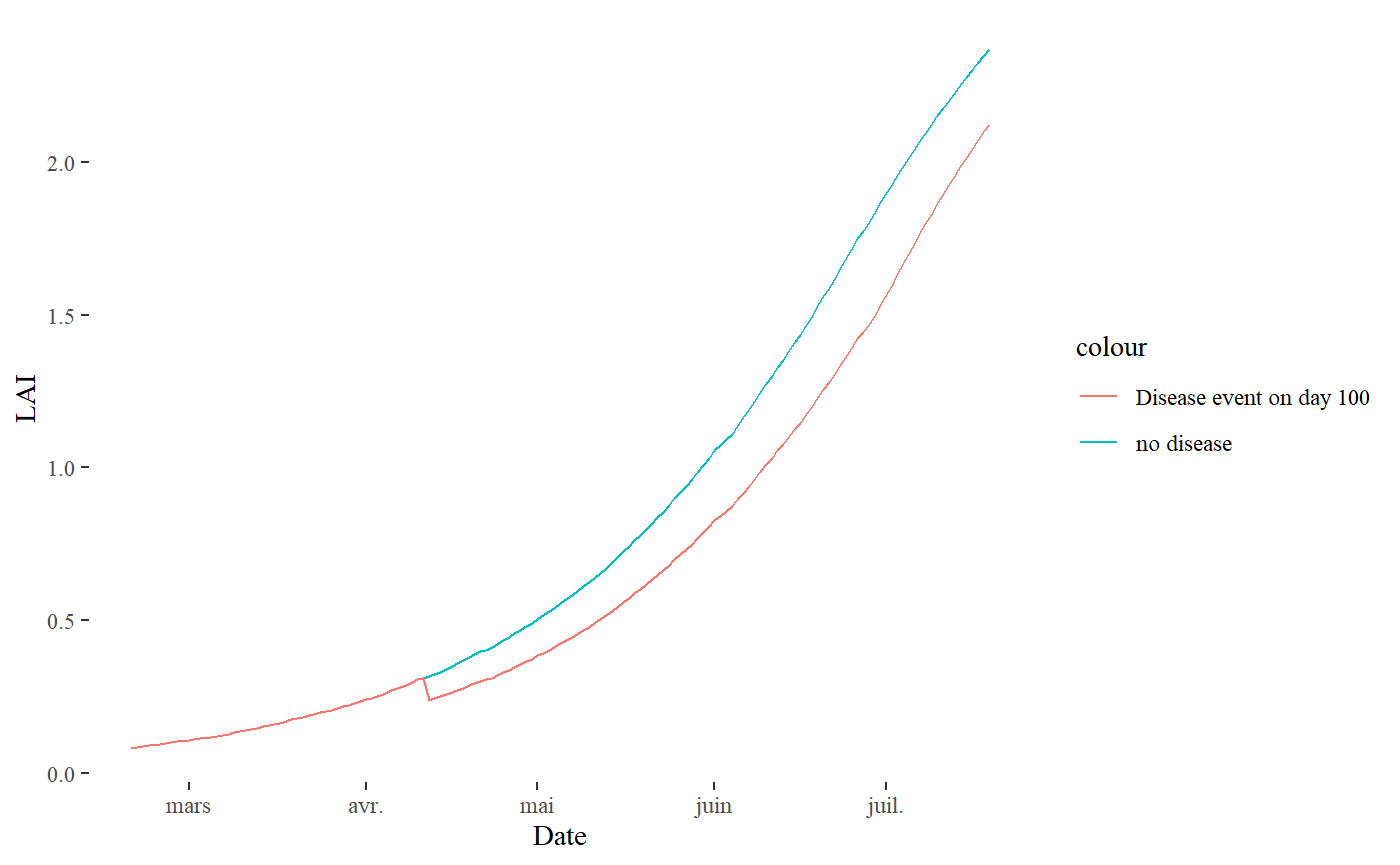 2.0
1.5
1.0
0.5
0.0
LAI
mars avr. mai juin juil.
Date
colour
Disease event on day 100
no disease